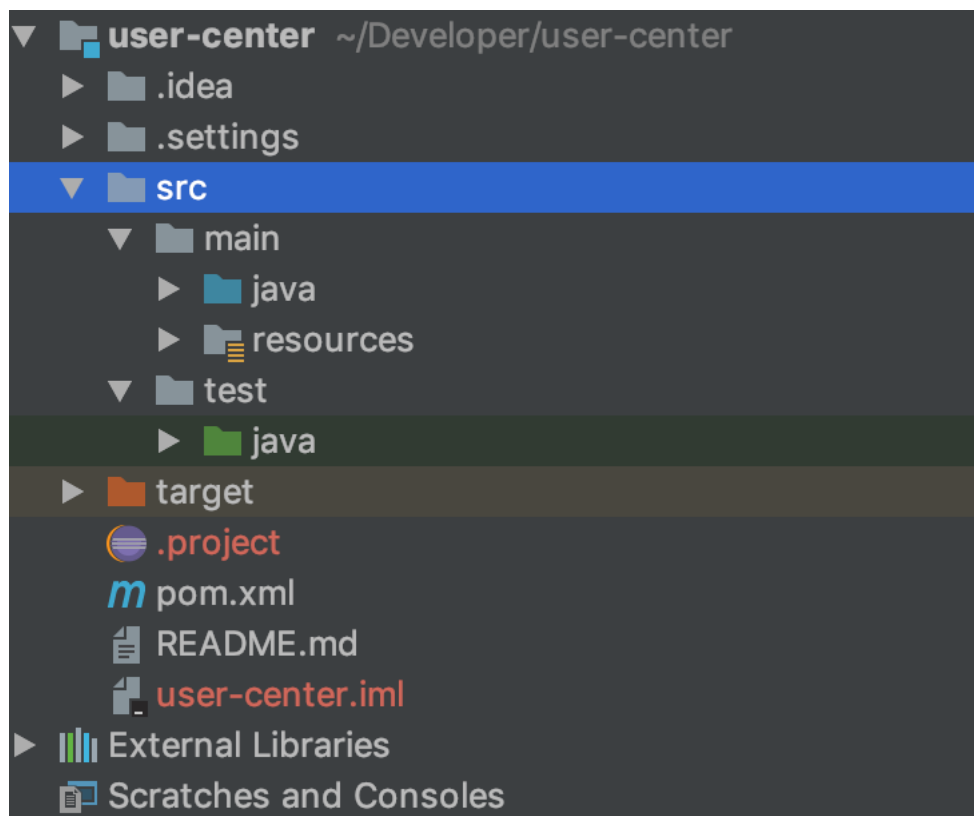 user-center ~/Developer/user-center
.idea
.settings
src
main
java
resources
test
java
target
.project
pom.xml
README.md
user-center.iml
External Libraries
Scratches and Consoles